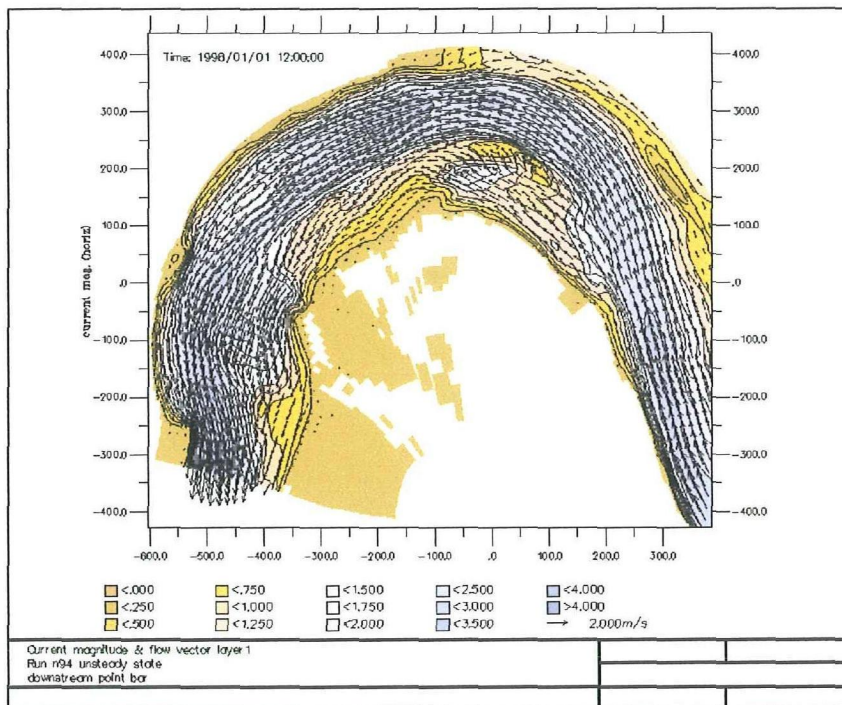 Time: 1998/01/01 12:00:00
400.0
300.0
200.0
100.0
.0
-100.0
-200.0
-300.0
-400.0
current mag. (horiz)
400.0
300.0
200.0
100.0
.0
-100.0
-200.0
-300.0
-400.0
-600.0 -500.0 -400.0 -300.0 -200.0 -100.0 .0 100.0 200.0 300.0
<.000 <.750 <1.500 <2.500 <4.000
<.250 <1.000 <1.750 <3.000 >4.000
<.500 <1.250 <2.000 <3.500 2.000m/s
Current magnitude & flow vector layer1
Run n94 unsteady state
downstream point bar